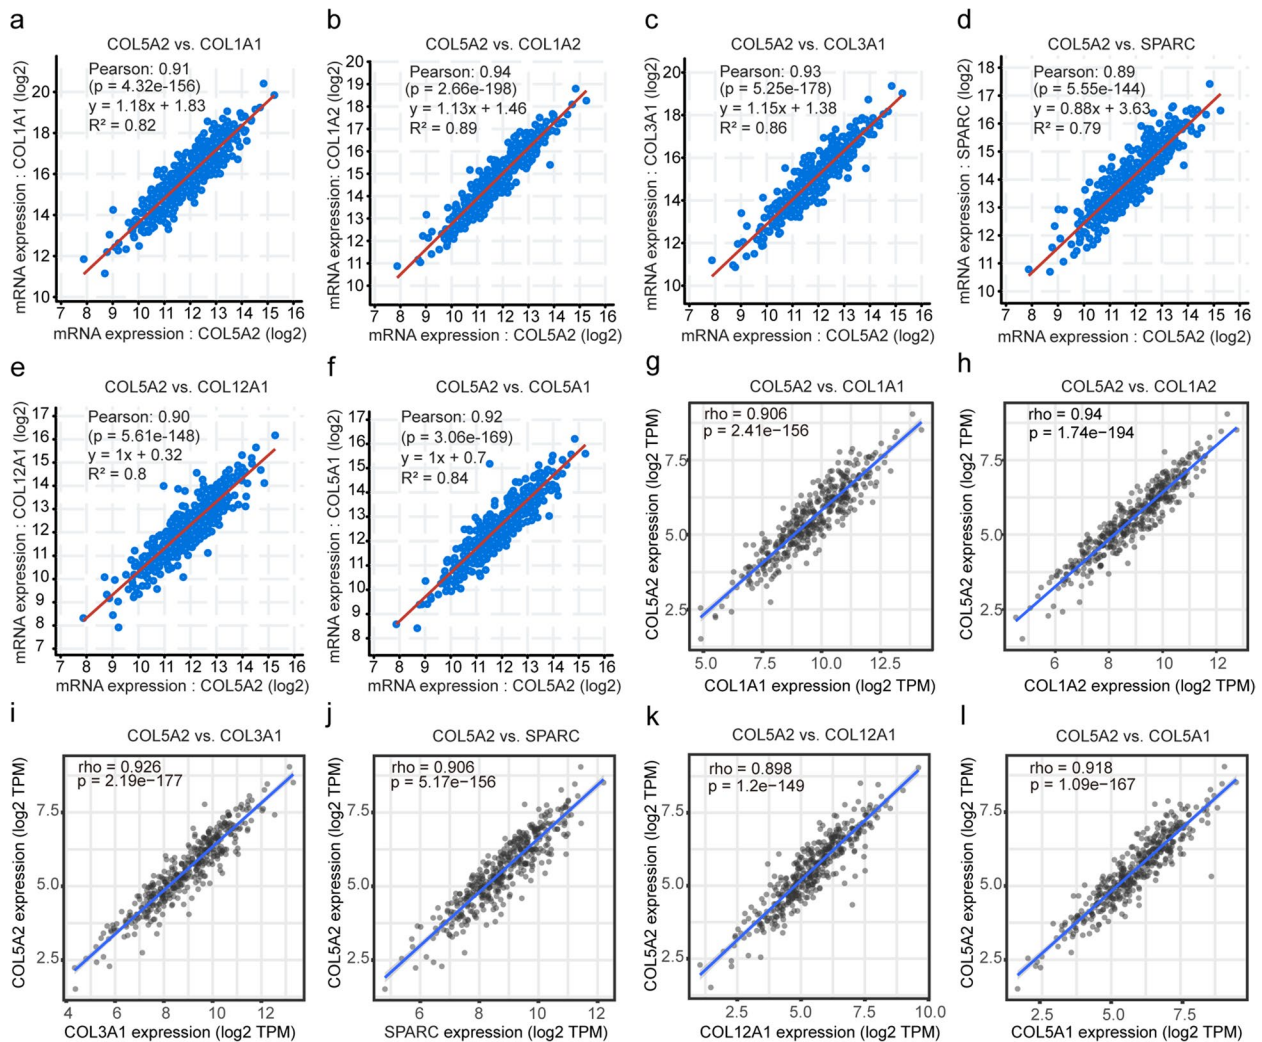 a
COL5A2 vs. COL1A1
Pearson: 0.91
(p = 4.32e-156)
y = 1.18x + 1.83
R² = 0.82
mRNA expression : COL1A1 (log2)
20
18
16
14
12
10
7 8 9 10 11 12 13 14 15 16
mRNA expression : COL5A2 (log2)
b
COL5A2 vs. COL1A2
Pearson: 0.94
(p = 2.66e-198)
y = 1.13x + 1.46
R² = 0.89
mRNA expression: COL1A2 (log2)
20
19
18
17
16
15
14
13
12
11
10
7 8 9 10 11 12 13 14 15 16
mRNA expression : COL5A2 (log2)
c
COL5A2 vs. COL3A1
Pearson: 0.93
(p = 5.25e-178)
y = 1.15x + 1.38
R² = 0.86
mRNA expression : COL3A1 (log2)
20
18
16
14
12
10
7 8 9 10 11 12 13 14 15 16
mRNA expression : COL5A2 (log2)
d
COL5A2 vs. SPARC
Pearson: 0.89
(p = 5.55e-144)
y = 0.88x + 3.63
R² = 0.79
mRNA expression : SPARC (log2)
18
17
16
15
14
13
12
11
10
7 8 9 10 11 12 13 14 15 16
mRNA expression : COL5A2 (log2)
e
COL5A2 vs. COL12A1
Pearson: 0.90
(p = 5.61e-148)
y = 1x + 0.32
R² = 0.8
mRNA expression : COL12A1 (log2)
17
16
15
14
13
12
11
10
9
8
7
7 8 9 10 11 12 13 14 15 16
mRNA expression : COL5A2 (log2)
f
COL5A2 vs. COL5A1
Pearson: 0.92
(p = 3.06e-169)
y = 1x + 0.7
R² = 0.84
mRNA expression : COL5A1 (log2)
17
16
15
14
13
12
11
10
9
8
7 8 9 10 11 12 13 14 15 16
mRNA expression : COL5A2 (log2)
g
COL5A2 vs. COL1A1
rho = 0.906
p = 2.41e−156
COL5A2 expression (log2 TPM)
7.5
5.0
2.5
5.0 7.5 10.0 12.5
COL1A1 expression (log2 TPM)
h
COL5A2 vs. COL1A2
rho = 0.94
p = 1.74e−194
COL5A2 expression (log2 TPM)
7.5
5.0
2.5
6 8 10 12
COL1A2 expression (log2 TPM)
i
COL5A2 vs. COL3A1
rho = 0.926
p = 2.19e−177
COL5A2 expression (log2 TPM)
7.5
5.0
2.5
4 6 8 10 12
COL3A1 expression (log2 TPM)
j
COL5A2 vs. SPARC
rho = 0.906
p = 5.17e−156
COL5A2 expression (log2 TPM)
7.5
5.0
2.5
6 8 10 12
SPARC expression (log2 TPM)
k
COL5A2 vs. COL12A1
rho = 0.898
p = 1.2e−149
COL5A2 expression (log2 TPM)
7.5
5.0
2.5
2.5 5.0 7.5 10.0
COL12A1 expression (log2 TPM)
l
COL5A2 vs. COL5A1
rho = 0.918
p = 1.09e−167
COL5A2 expression (log2 TPM)
7.5
5.0
2.5
2.5 5.0 7.5
COL5A1 expression (log2 TPM)